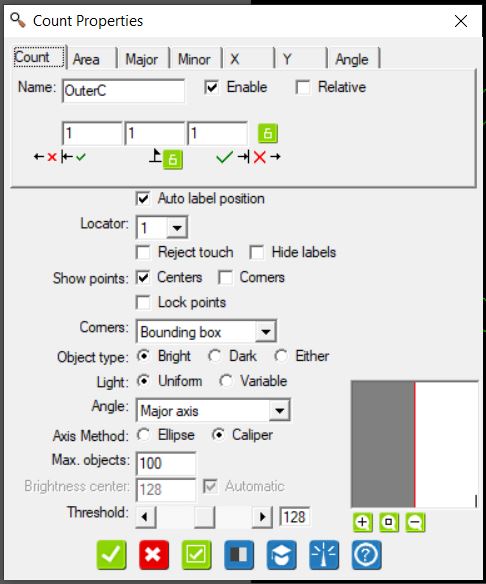 Count Properties
Count Area Major Minor X Y Angle
Name: OuterC Enable Relative
1 1 1
Auto label position
Locator: 1
Reject touch Hide labels
Show points: Centers Corners
Lock points
Corners: Bounding box
Object type: Bright Dark Either
Light: Uniform Variable
Angle: Major axis
Axis Method: Ellipse Caliper
Max. objects: 100
Brightness center: 128 Automatic
Threshold: 128